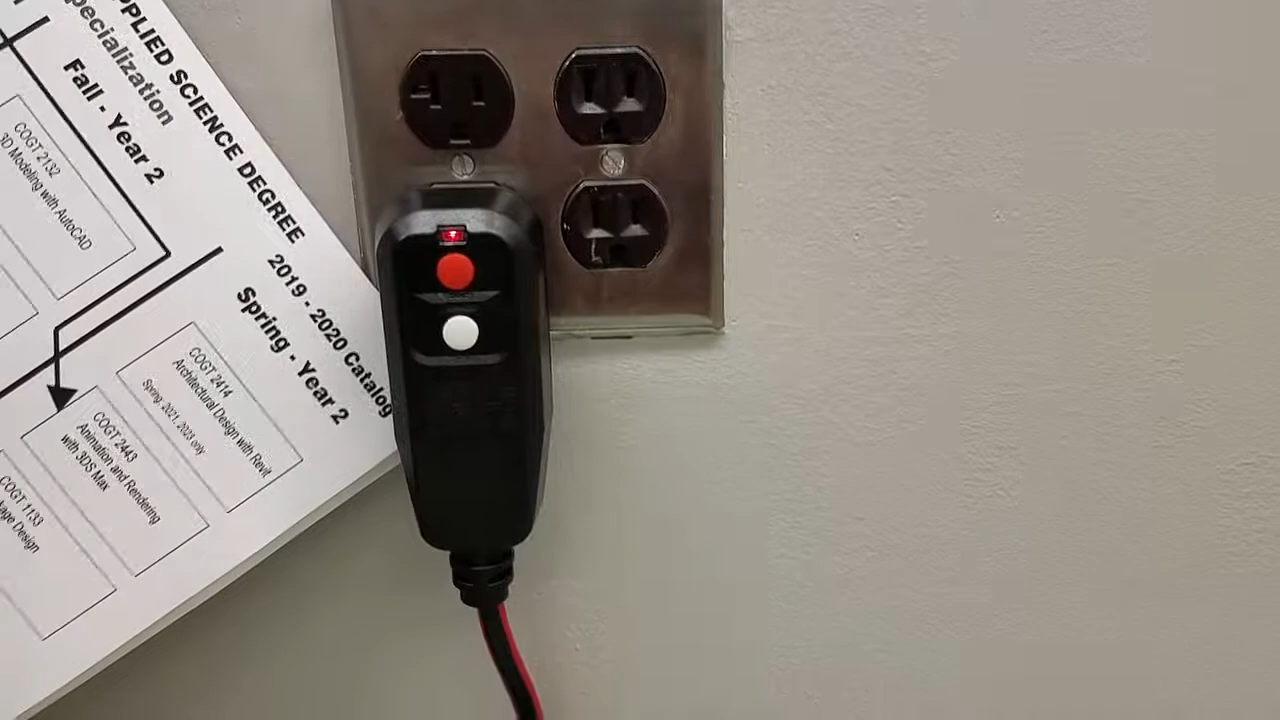 PPLIED SCIENCE DEGREE
2019 - 2020 Catalog
pecialization
Fall - Year 2
Spring - Year 2
COGT 2132
3D Modeling with AutoCAD
COGT 2414
Architectural Design with Revit
Spring, 2021, 2023 only
COGT 2443
Animation and Rendering
with 3DS Max
COGT 1133
kage Design